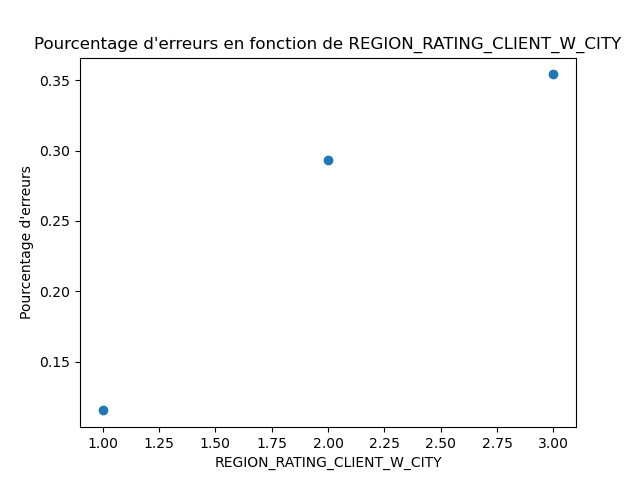 Pourcentage d'erreurs en fonction de REGION_RATING_CLIENT_W_CITY
0.35
0.30
0.25
0.20
0.15
Pourcentage d'erreurs
1.00 1.25 1.50 1.75 2.00 2.25 2.50 2.75 3.00
REGION_RATING_CLIENT_W_CITY